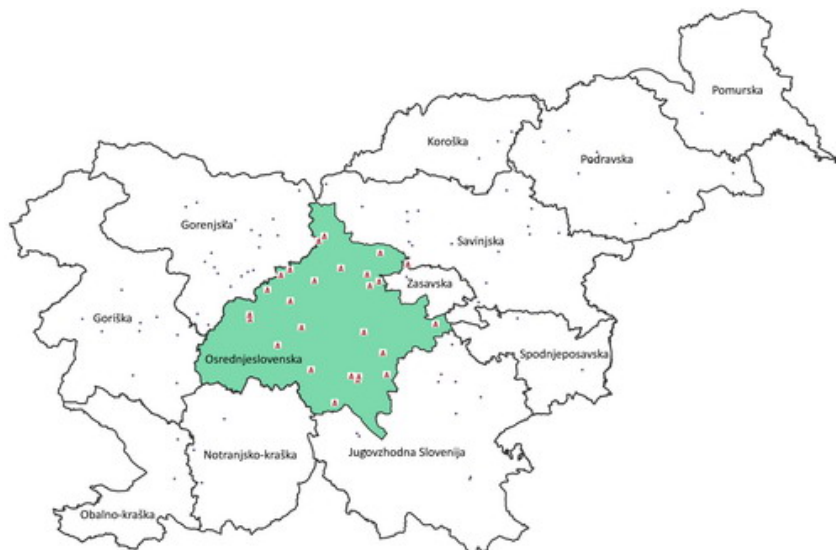 Pomurska
Koroška
Podravska
Gorenjska
Savinjska
Zasavska
Goriška
Osrednjeslovenska
Spodnjeposavska
Notranjsko-kraška
Jugovzhodna Slovenija
Obalno-kraška